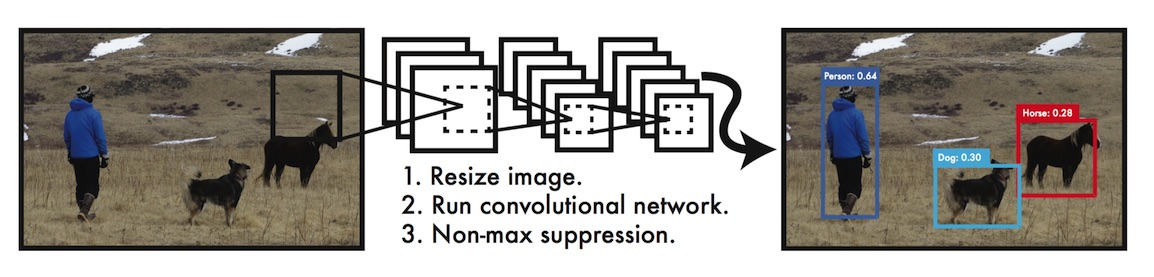 1. Resize image.
2. Run convolutional network.
3. Non-max suppression.
Person: 0.64
Horse: 0.28
Dog: 0.30